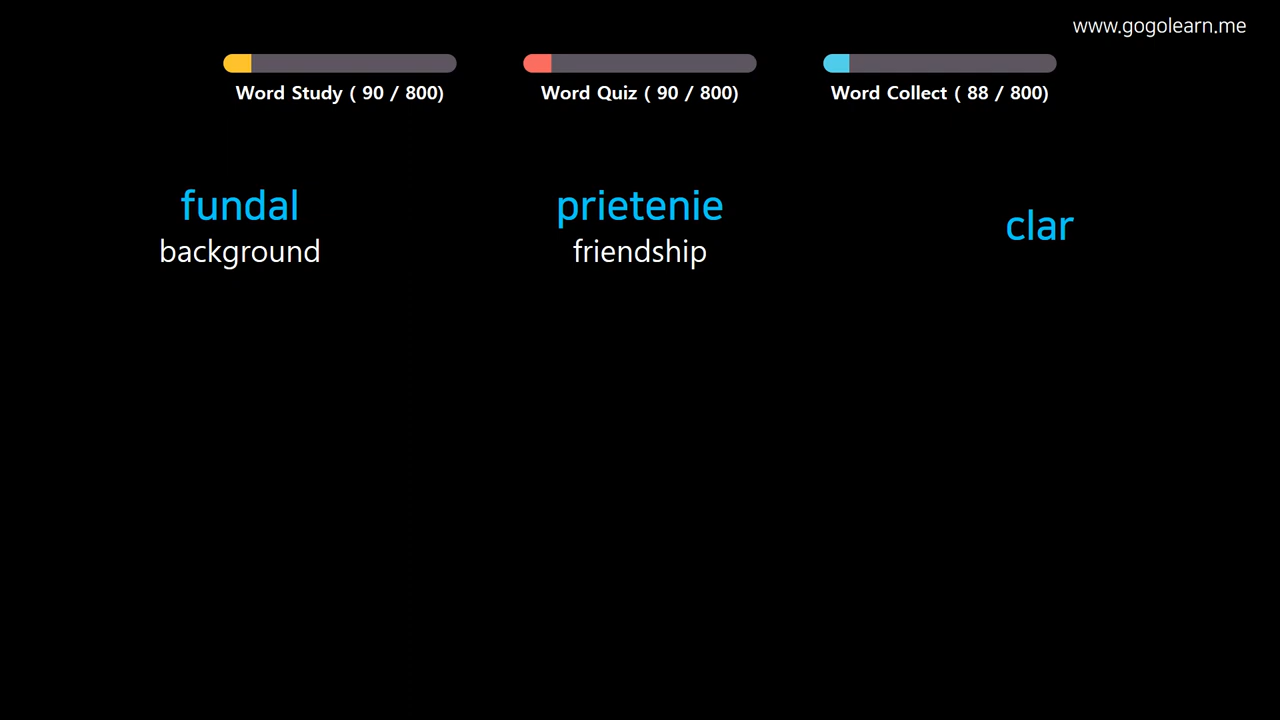 www.gogolearn.me
Word Study ( 90 / 800)
Word Quiz ( 90 / 800)
Word Collect ( 88 / 800)
fundal
background
prietenie
friendship
clar